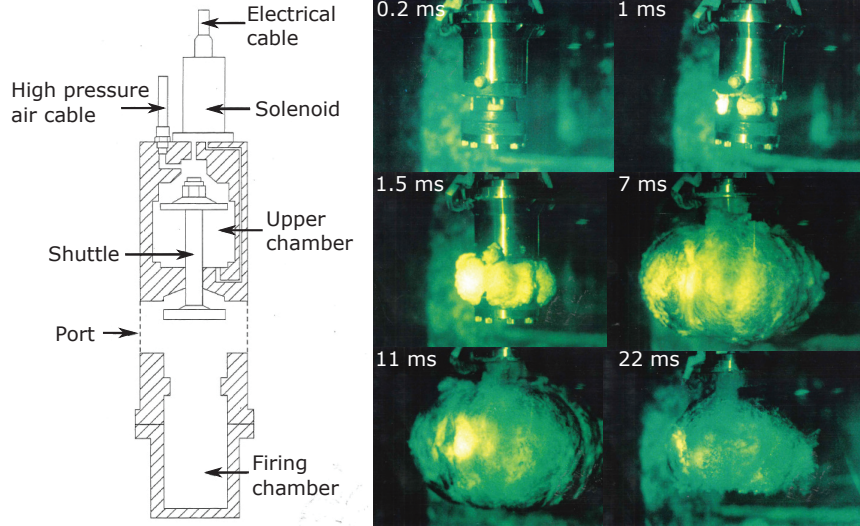 Electrical
cable
High pressure
air cable
Solenoid
Upper
chamber
Shuttle
Port
Firing
chamber
0.2 ms
1 ms
1.5 ms
7 ms
11 ms
22 ms